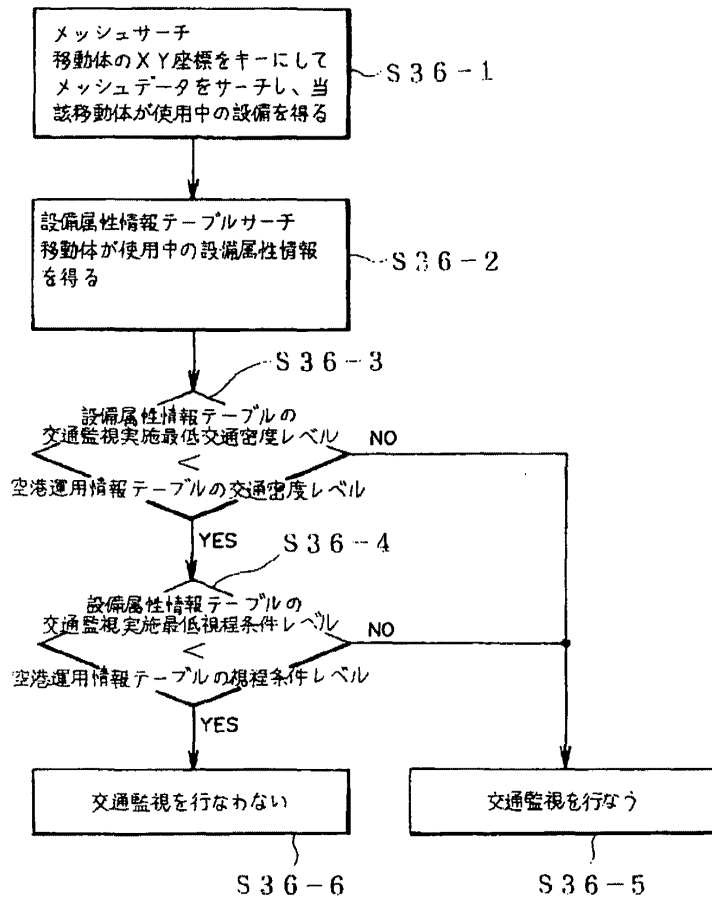 メッシュサーチ
移動体のXY座標をキーにして
メッシュデータをサーチし、当
該移動体が使用中の設備を得る
S36-1
設備属性情報テーブルサーチ
移動体が使用中の設備属性情報
を得る
S36-2
S36-3
設備属性情報テーブルの
交通監視実施最低交通密度レベル
<
空港運用情報テーブルの交通密度レベル
NO
YES
S36-4
設備属性情報テーブルの
交通監視実施最低視程条件レベル
<
空港運用情報テーブルの視程条件レベル
NO
YES
交通監視を行なわない
交通監視を行なう
S36-6
S36-5